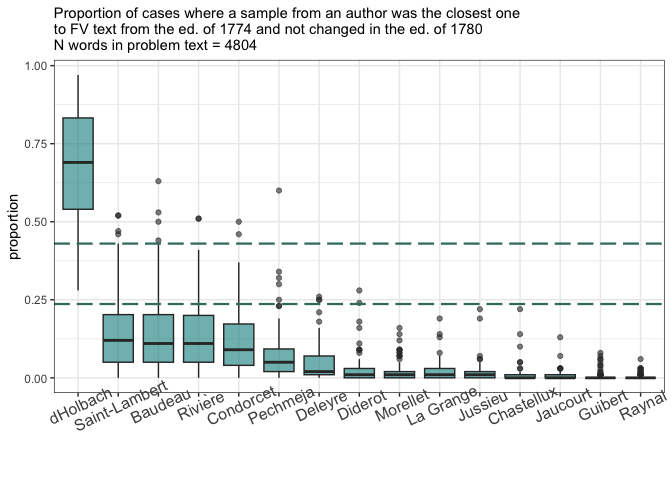 Proportion of cases where a sample from an author was the closest one
to FV text from the ed. of 1774 and not changed in the ed. of 1780
N words in problem text = 4804
1.00
0.75
0.50
0.25
0.00
proportion
dHolbach
Saint-Lambert
Baudeau
Rivière
Condorcet
Pechmeja
Deleyre
Diderot
Morellet
La Grange
Jussieu
Chastellux
Jaucourt
Guibert
Raynal